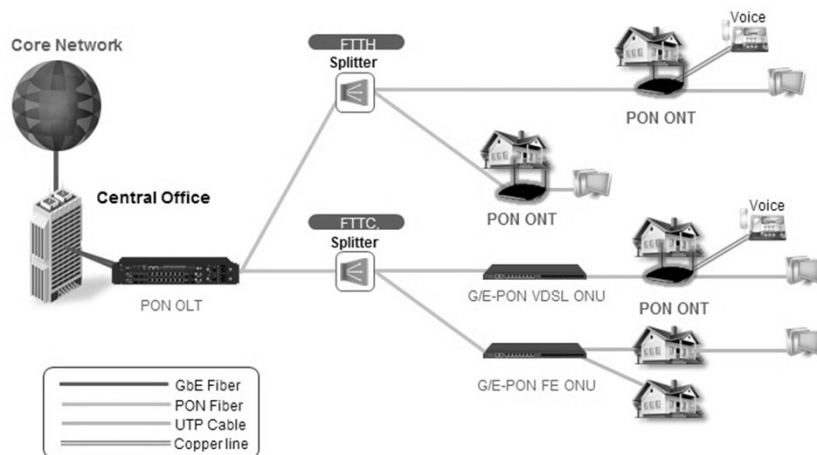 Core Network
Central Office
PON OLT
FTTH
Splitter
Voice
PON ONT
PON ONT
FTTC.
Splitter
Voice
G/E-PON VDSL ONU
PON ONT
G/E-PON FE ONU
GbE Fiber
PON Fiber
UTP Cable
Copper line